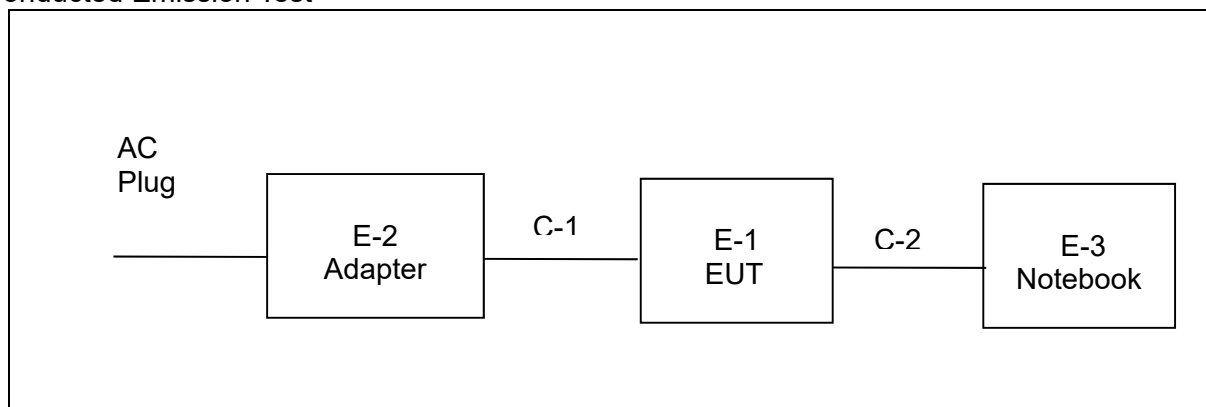 onducted Emission Test
AC
Plug
E-2
Adapter
C-1
E-1
EUT
C-2
E-3
Notebook